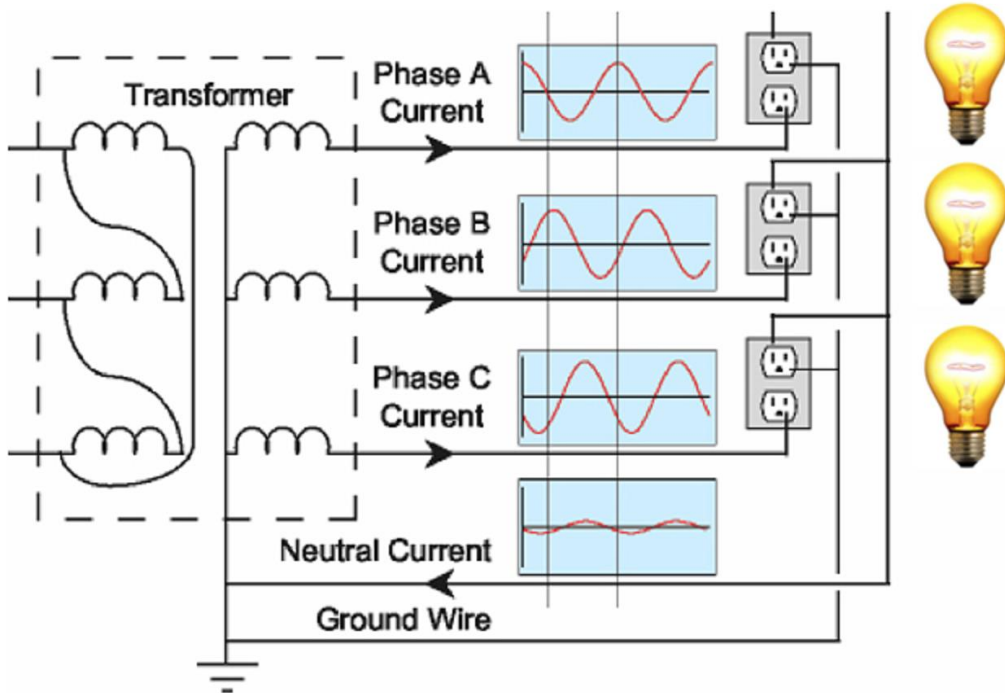 Transformer
Phase A
Current
Phase B
Current
Phase C
Current
Neutral Current
Ground Wire